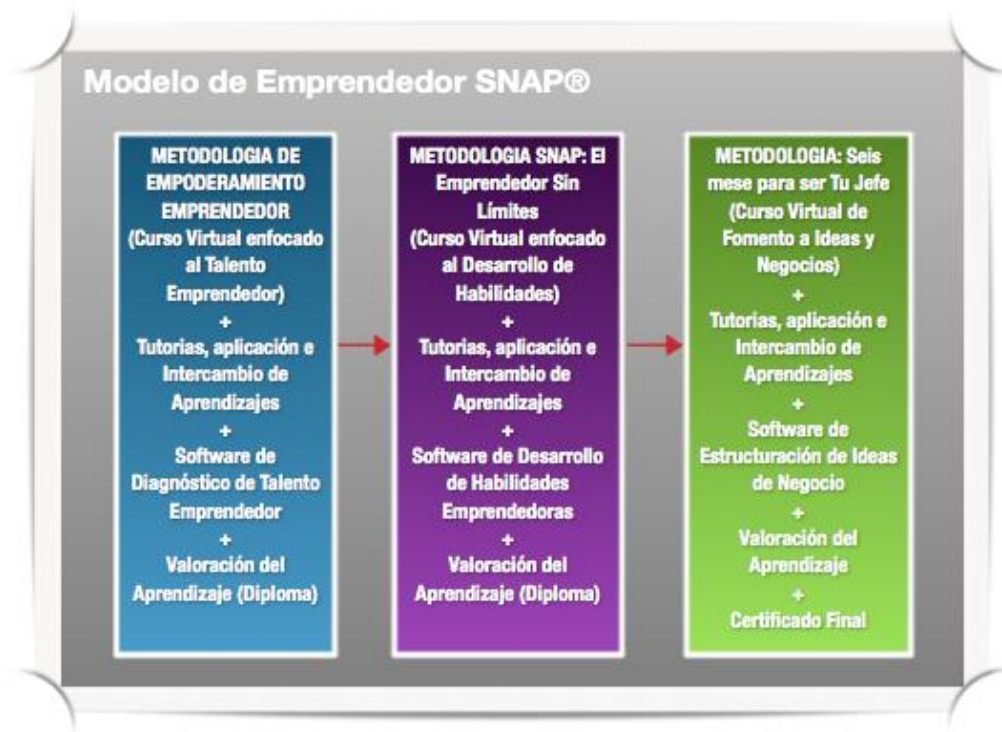 Modelo de Emprendedor SNAP®
METODOLOGIA DE
EMPODERAMIENTO
EMPRENDEDOR
(Curso Virtual enfocado
al Talento
Emprendedor)
+
Tutorias, aplicación e
Intercambio de
Aprendizajes
+
Software de
Diagnóstico de Talento
Emprendedor
+
Valoración del
Aprendizaje (Diploma)
METODOLOGIA SNAP: El
Emprendedor Sin
Límites
(Curso Virtual enfocado
al Desarrollo de
Habilidades)
+
Tutorias, aplicación e
Intercambio de
Aprendizajes
+
Software de Desarrollo
de Habilidades
Emprendedoras
+
Valoración del
Aprendizaje (Diploma)
METODOLOGIA: Seis
mese para ser Tu Jefe
(Curso Virtual de
Fomento a Ideas y
Negocios)
+
Tutorias, aplicación e
Intercambio de
Aprendizajes
+
Software de
Estructuración de Ideas
de Negocio
+
Valoración del
Aprendizaje
+
Certificado Final